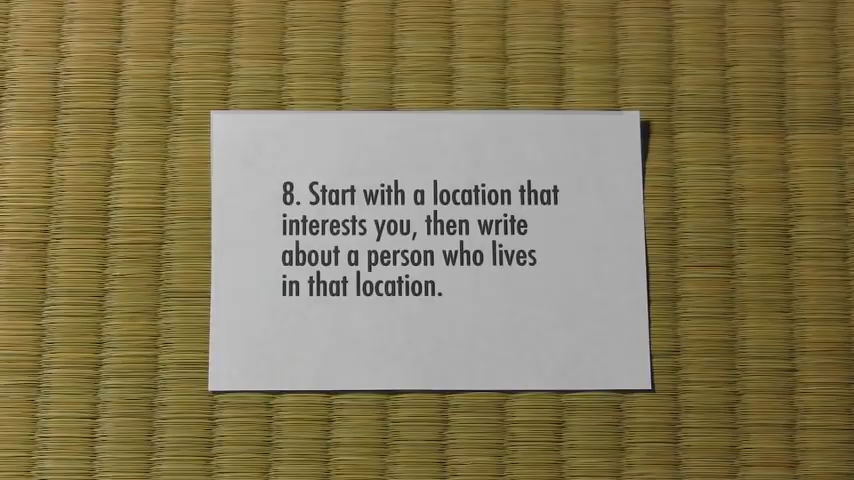 8. Start with a location that
interests you, then write
about a person who lives
in that location.